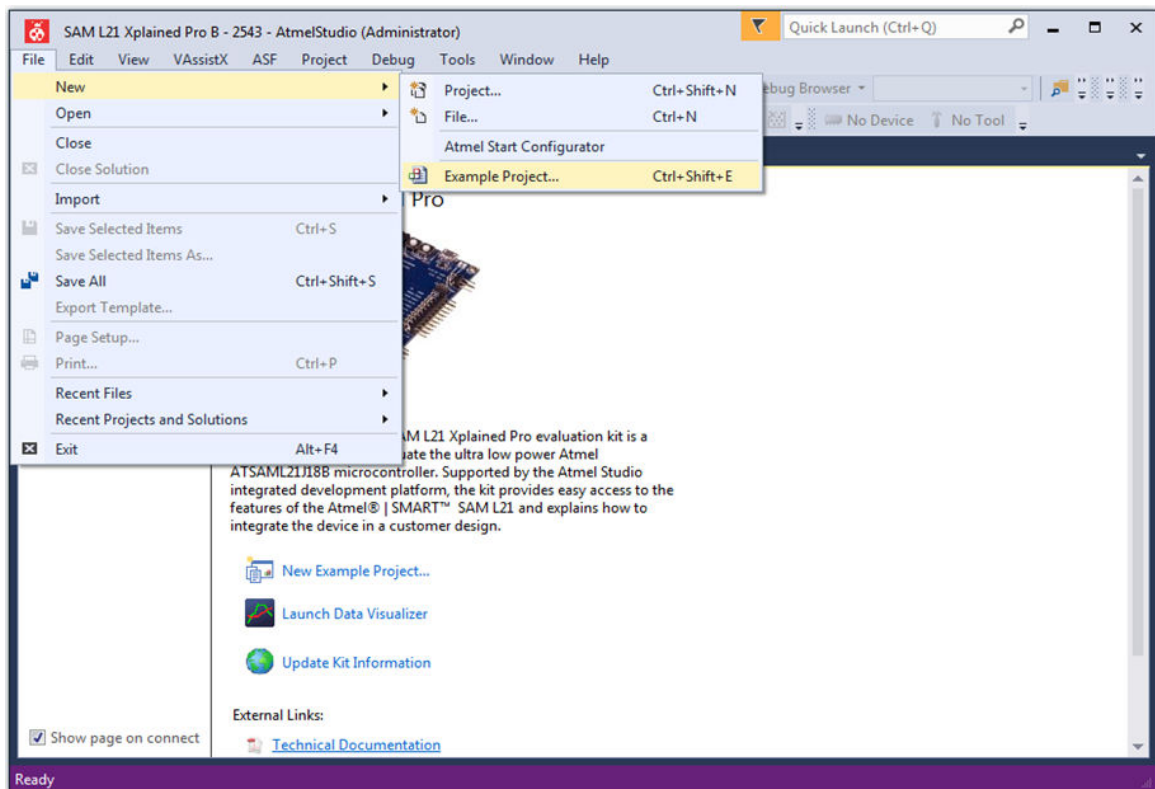 SAM L21 Xplained Pro B - 2543 - AtmelStudio (Administrator)
Quick Launch (Ctrl+Q)
File Edit View VAssistX ASF Project Debug Tools Window Help
New
Project... Ctrl+Shift+N
ebug Browser
Open
File... Ctrl+N
No Device No Tool
Close
Atmel Start Configurator
Close Solution
Example Project... Ctrl+Shift+E
Import
Pro
Save Selected Items Ctrl+S
Save Selected Items As...
Save All Ctrl+Shift+S
Export Template...
Page Setup...
Print... Ctrl+P
Recent Files
Recent Projects and Solutions
Exit Alt+F4
AM L21 Xplained Pro evaluation kit is a
uate the ultra low power Atmel
ATSAML21J18B microcontroller. Supported by the Atmel Studio
integrated development platform, the kit provides easy access to the
features of the Atmel® | SMART™ SAM L21 and explains how to
integrate the device in a customer design.
New Example Project...
Launch Data Visualizer
Update Kit Information
External Links:
Show page on connect
Technical Documentation
Ready